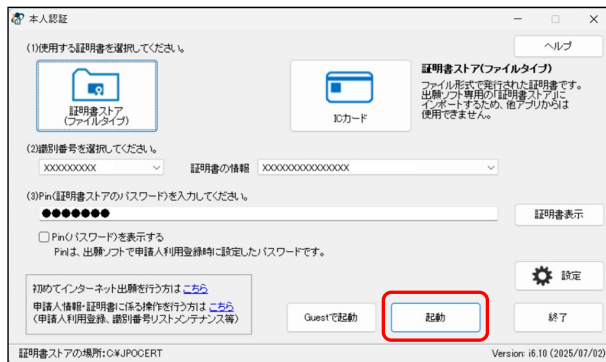 本人認証
(1)使用する証明書を選択してください。
ヘルプ
証明書ストア
(ファイルタイプ)
ICカード
証明書ストア(ファイルタイプ)
ファイル形式で発行された証明書です。
出願ソフト専用の「証明書ストア」に
インポートするため、他アプリからは
使用できません。
(2)識別番号を選択してください。
XXXXXXXXX
証明書の情報
XXXXXXXXXXXXXXX
(3)Pin(証明書ストアのパスワード)を入力してください。
●●●●●●●
証明書表示
Pin(パスワード)を表示する
Pinは、出願ソフトで申請人利用登録時に設定したパスワードです。
設定
初めてインターネット出願を行う方は こちら
申請人情報・証明書に係る操作を行う方は こちら
(申請人利用登録、識別番号リストメンテナンス等)
Guestで起動
起動
終了
証明書ストアの場所:C:¥JPOCERT
Version: i6.10 (2025/07/02)